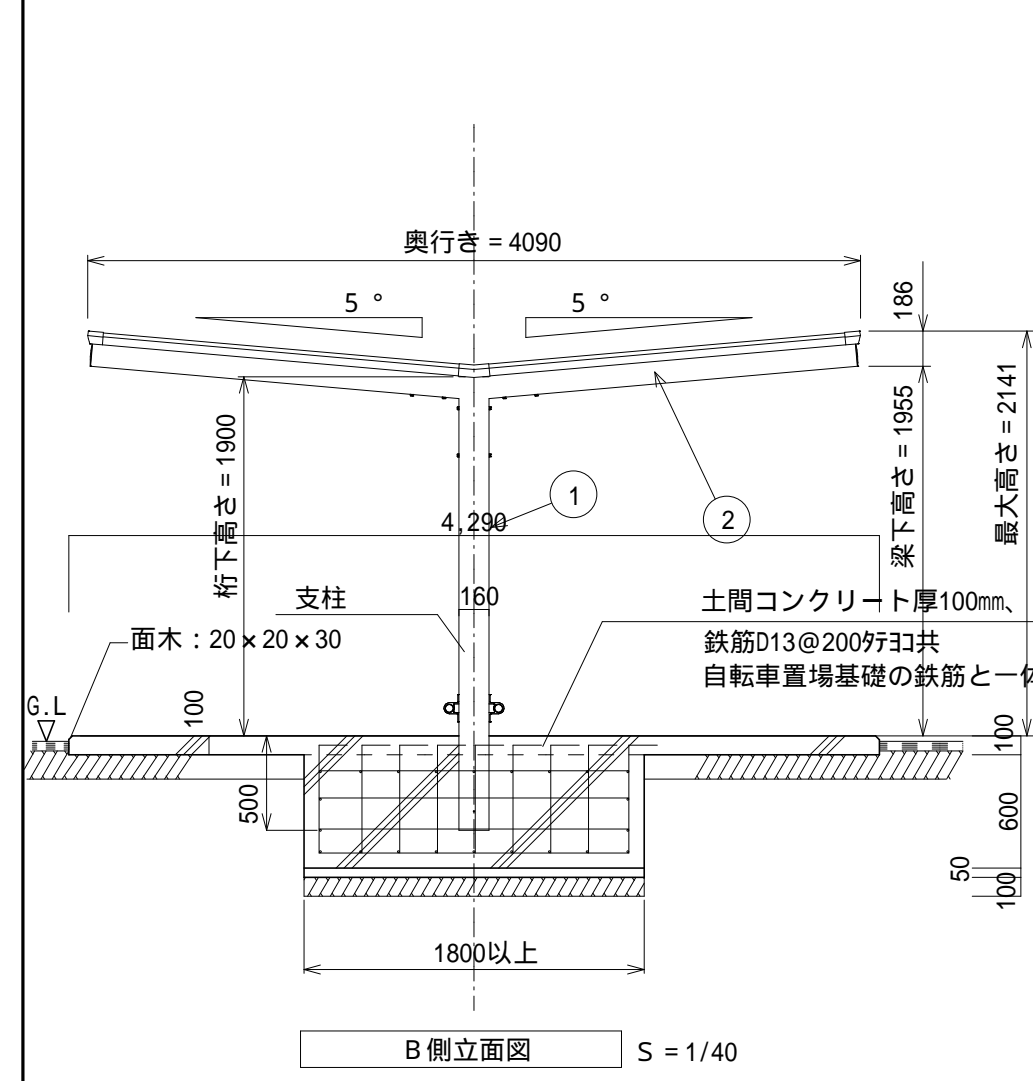 奥行き = 4090
5 °
5 °
186
桁下高さ = 1900
梁下高さ = 1955
最大高さ = 2141
1
2
4,290
支柱
160
土間コンクリート厚100mm、
面木 : 20 × 20 × 30
鉄筋D13@200タテヨコ共
自転車置場基礎の鉄筋と一体
G.L
100
100
500
600
50
100
1800以上
B側立面図
S = 1/40